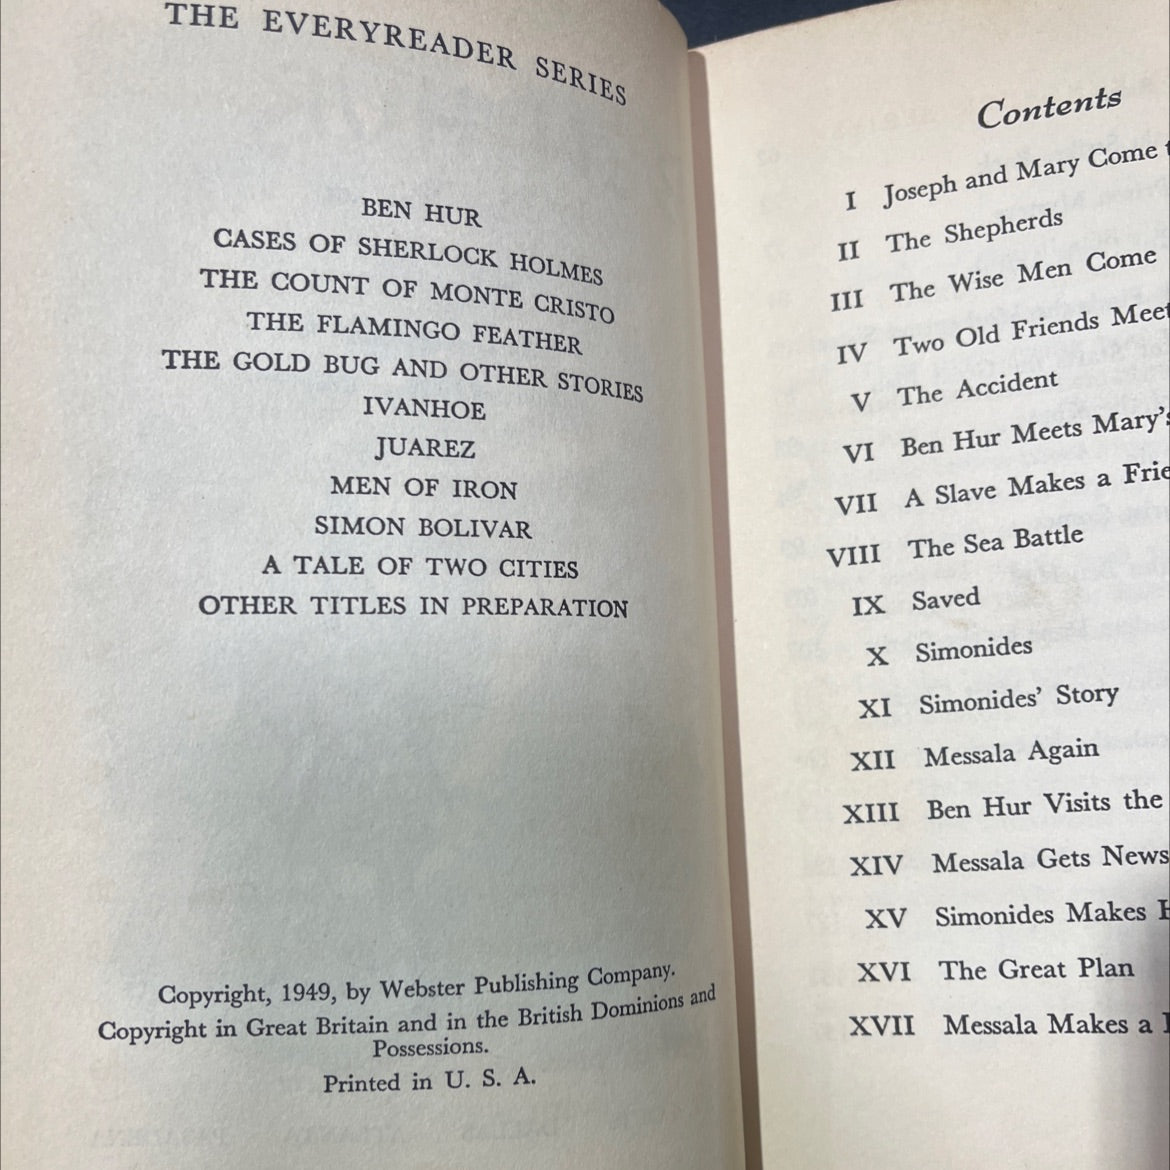 THE EVERYREADER SERIES
BEN HUR
CASES OF SHERLOCK HOLMES
THE COUNT OF MONTE CRISTO
THE FLAMINGO FEATHER
THE GOLD BUG AND OTHER STORIES
IVANHOE
JUAREZ
MEN OF IRON
SIMON BOLIVAR
A TALE OF TWO CITIES
OTHER TITLES IN PREPARATION
Copyright, 1949, by Webster Publishing Company.
Copyright in Great Britain and in the British Dominions and
Possessions.
Printed in U. S. A.
Contents
I Joseph and Mary Come
II The Shepherds
III The Wise Men Come
IV Two Old Friends Meet
V The Accident
VI Ben Hur Meets Mary's
VII A Slave Makes a
VIII The Sea Battle
IX Saved
X Simonides
XI Simonides' Story
XII Messala Again
XIII Ben Hur Visits the
XIV Messala Gets News
XV Simonides Makes
XVI The Great Plan
XVII Messala Makes a